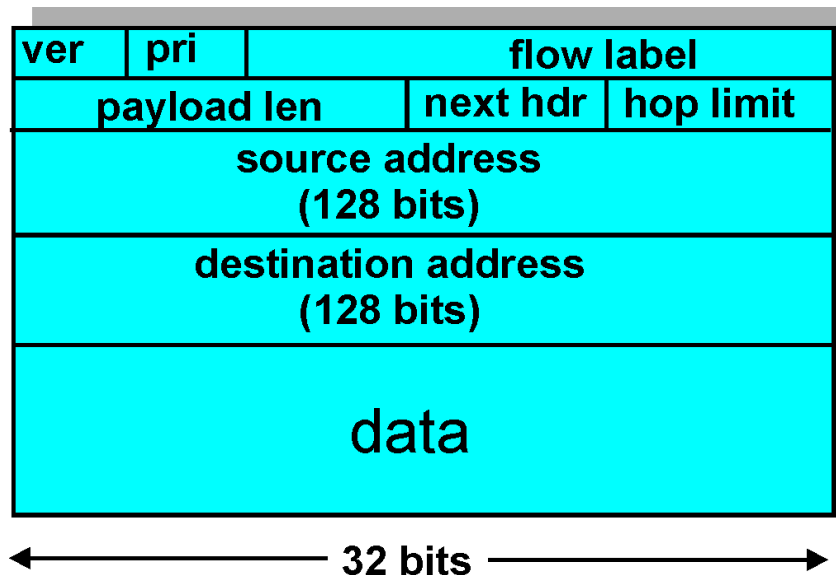 ver pri flow label
payload len next hdr hop limit
source address
(128 bits)
destination address
(128 bits)
data
32 bits